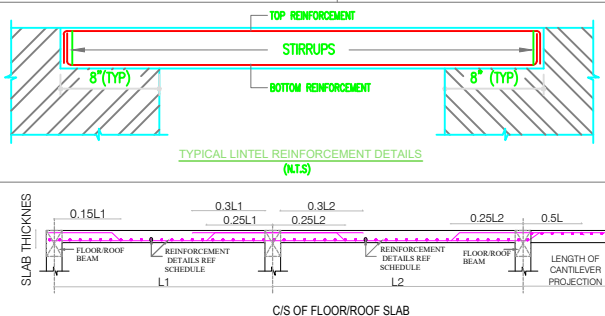 TOP REINFORCEMENT
STIRRUPS
8"(TYP)
8" (TYP)
BOTTOM REINFORCEMENT
TYPICAL LINTEL REINFORCEMENT DETAILS
(N.T.S)
SLAB THICKNES
0.15L1
0.3L1
0.3L2
0.25L1
0.25L2
0.25L2
0.5L
FLOOR/ROOF
BEAM
REINFORCEMENT
DETAILS REF
SCHEDULE
REINFORCEMENT
DETAILS REF
SCHEDULE
FLOOR/ROOF
BEAM
LENGTH OF
CANTILEVER
PROJECTION
L1
L2
C/S OF FLOOR/ROOF SLAB